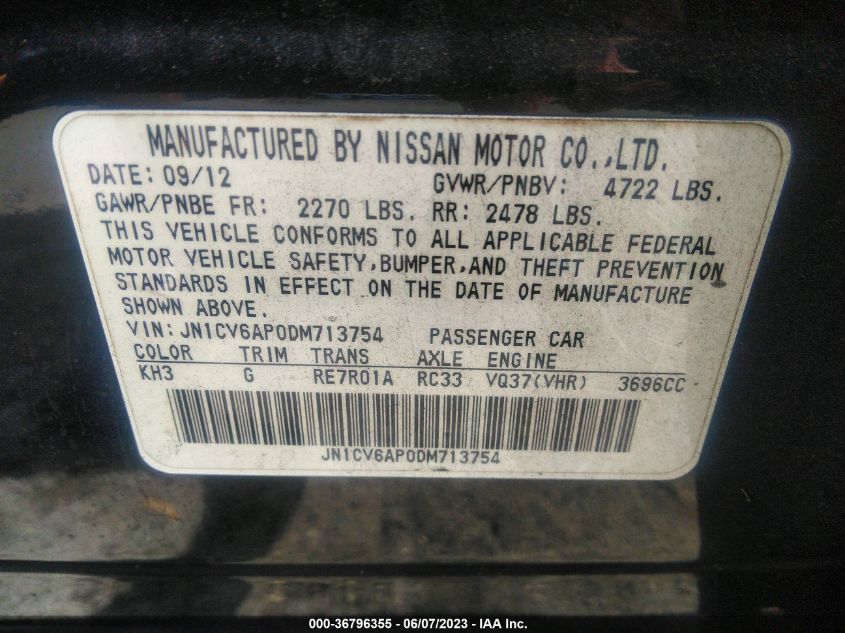 MANUFACTURED BY NISSAN MOTOR CO.,LTD.
DATE: 09/12 GVWR/PNBV: 4722 LBS.
GAWR/PNBE FR: 2270 LBS. RR: 2478 LBS.
THIS VEHICLE CONFORMS TO ALL APPLICABLE FEDERAL
MOTOR VEHICLE SAFETY,BUMPER,AND THEFT PREVENTION
STANDARDS IN EFFECT ON THE DATE OF MANUFACTURE
SHOWN ABOVE.
VIN:JN1CV6AP0DM713754 PASSENGER CAR
COLOR TRIM TRANS AXLE ENGINE
KH3 G RE7R01A RC33 VQ37(VHR) 3696CC
JN1CV6AP0DM713754
000-36796355 - 06/07/2023 - IAA Inc.